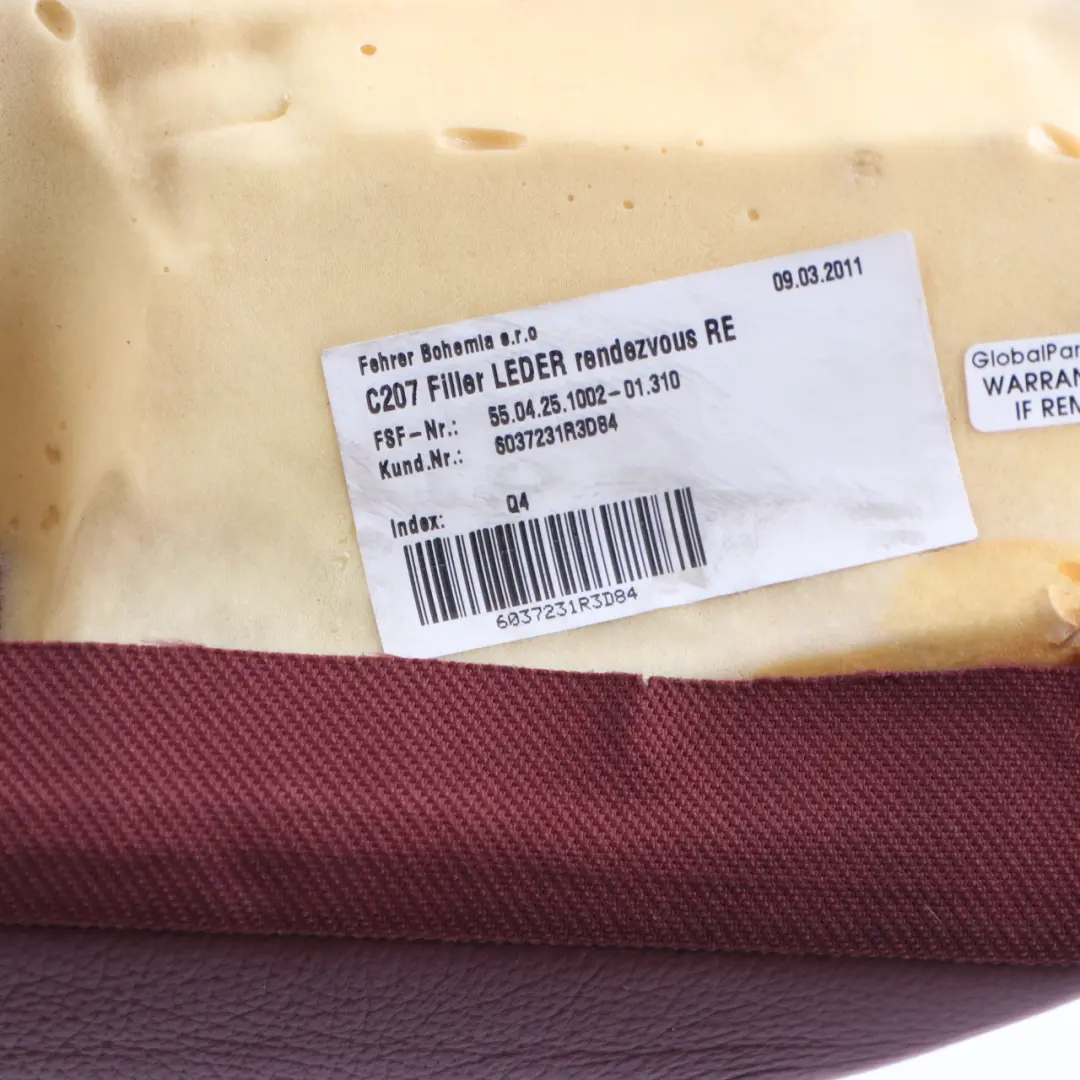 09.03.2011
Fehrer Bohemia s.r.o
C207 Filler LEDER rendezvous RE
FSF-Nr.: 55.04.25.1002-01.310
Kund.Nr.: 6037231R3D84
Index: Q4
6037231R3D84
GlobalPar
WARRAN
IF REM